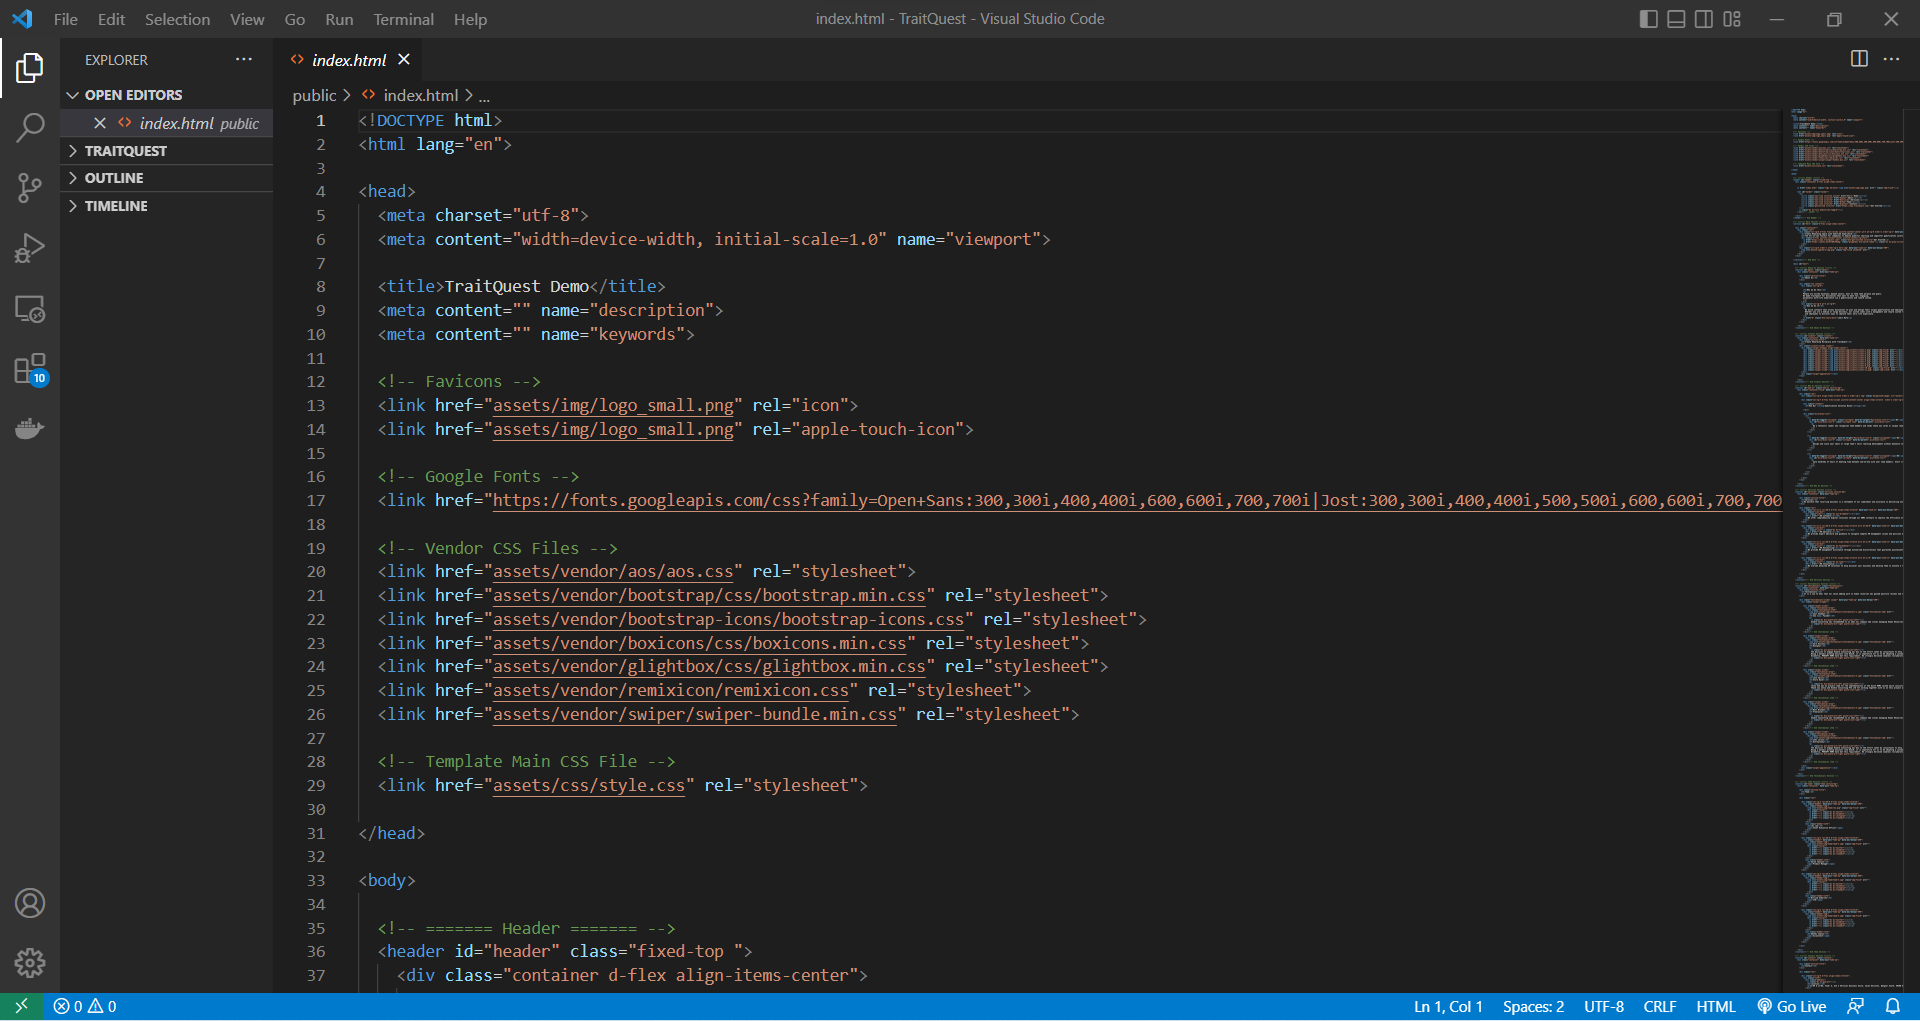 File Edit Selection View Go Run Terminal Help
index.html - TraitQuest - Visual Studio Code
EXPLORER
OPEN EDITORS
index.html public
TRAITQUEST
OUTLINE
TIMELINE
10
index.html
public > index.html > ...
1 <!DOCTYPE html>
2 <html lang="en">
3
4 <head>
5 <meta charset="utf-8">
6 <meta content="width=device-width, initial-scale=1.0" name="viewport">
7
8 <title>TraitQuest Demo</title>
9 <meta content="" name="description">
10 <meta content="" name="keywords">
11
12 <!-- Favicons -->
13 <link href="assets/img/logo_small.png" rel="icon">
14 <link href="assets/img/logo_small.png" rel="apple-touch-icon">
15
16 <!-- Google Fonts -->
17 <link href="https://fonts.googleapis.com/css?family=Open+Sans:300,300i,400,400i,600,600i,700,700i|Jost:300,300i,400,400i,500,500i,600,600i,700,700
18
19 <!-- Vendor CSS Files -->
20 <link href="assets/vendor/aos/aos.css" rel="stylesheet">
21 <link href="assets/vendor/bootstrap/css/bootstrap.min.css" rel="stylesheet">
22 <link href="assets/vendor/bootstrap-icons/bootstrap-icons.css" rel="stylesheet">
23 <link href="assets/vendor/boxicons/css/boxicons.min.css" rel="stylesheet">
24 <link href="assets/vendor/glightbox/css/glightbox.min.css" rel="stylesheet">
25 <link href="assets/vendor/remixicon/remixicon.css" rel="stylesheet">
26 <link href="assets/vendor/swiper/swiper-bundle.min.css" rel="stylesheet">
27
28 <!-- Template Main CSS File -->
29 <link href="assets/css/style.css" rel="stylesheet">
30
31 </head>
32
33 <body>
34
35 <!-- ======= Header ======= -->
36 <header id="header" class="fixed-top ">
37 <div class="container d-flex align-items-center">
0 0
Ln 1, Col 1 Spaces: 2 UTF-8 CRLF HTML Go Live